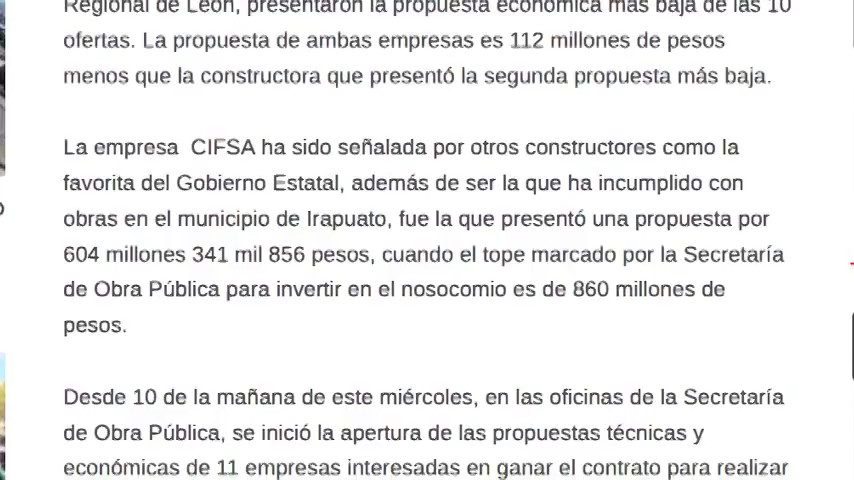 Regional de León, presentaron la propuesta económica más baja de las 10
ofertas. La propuesta de ambas empresas es 112 millones de pesos
menos que la constructora que presentó la segunda propuesta más baja.
La empresa  CIFSA ha sido señalada por otros constructores como la
favorita del Gobierno Estatal, además de ser la que ha incumplido con
obras en el municipio de Irapuato, fue la que presentó una propuesta por
604 millones 341 mil 856 pesos, cuando el tope marcado por la Secretaría
de Obra Pública para invertir en el nosocomio es de 860 millones de
pesos.
Desde 10 de la mañana de este miércoles, en las oficinas de la Secretaría
de Obra Pública, se inició la apertura de las propuestas técnicas y
económicas de 11 empresas interesadas en ganar el contrato para realizar